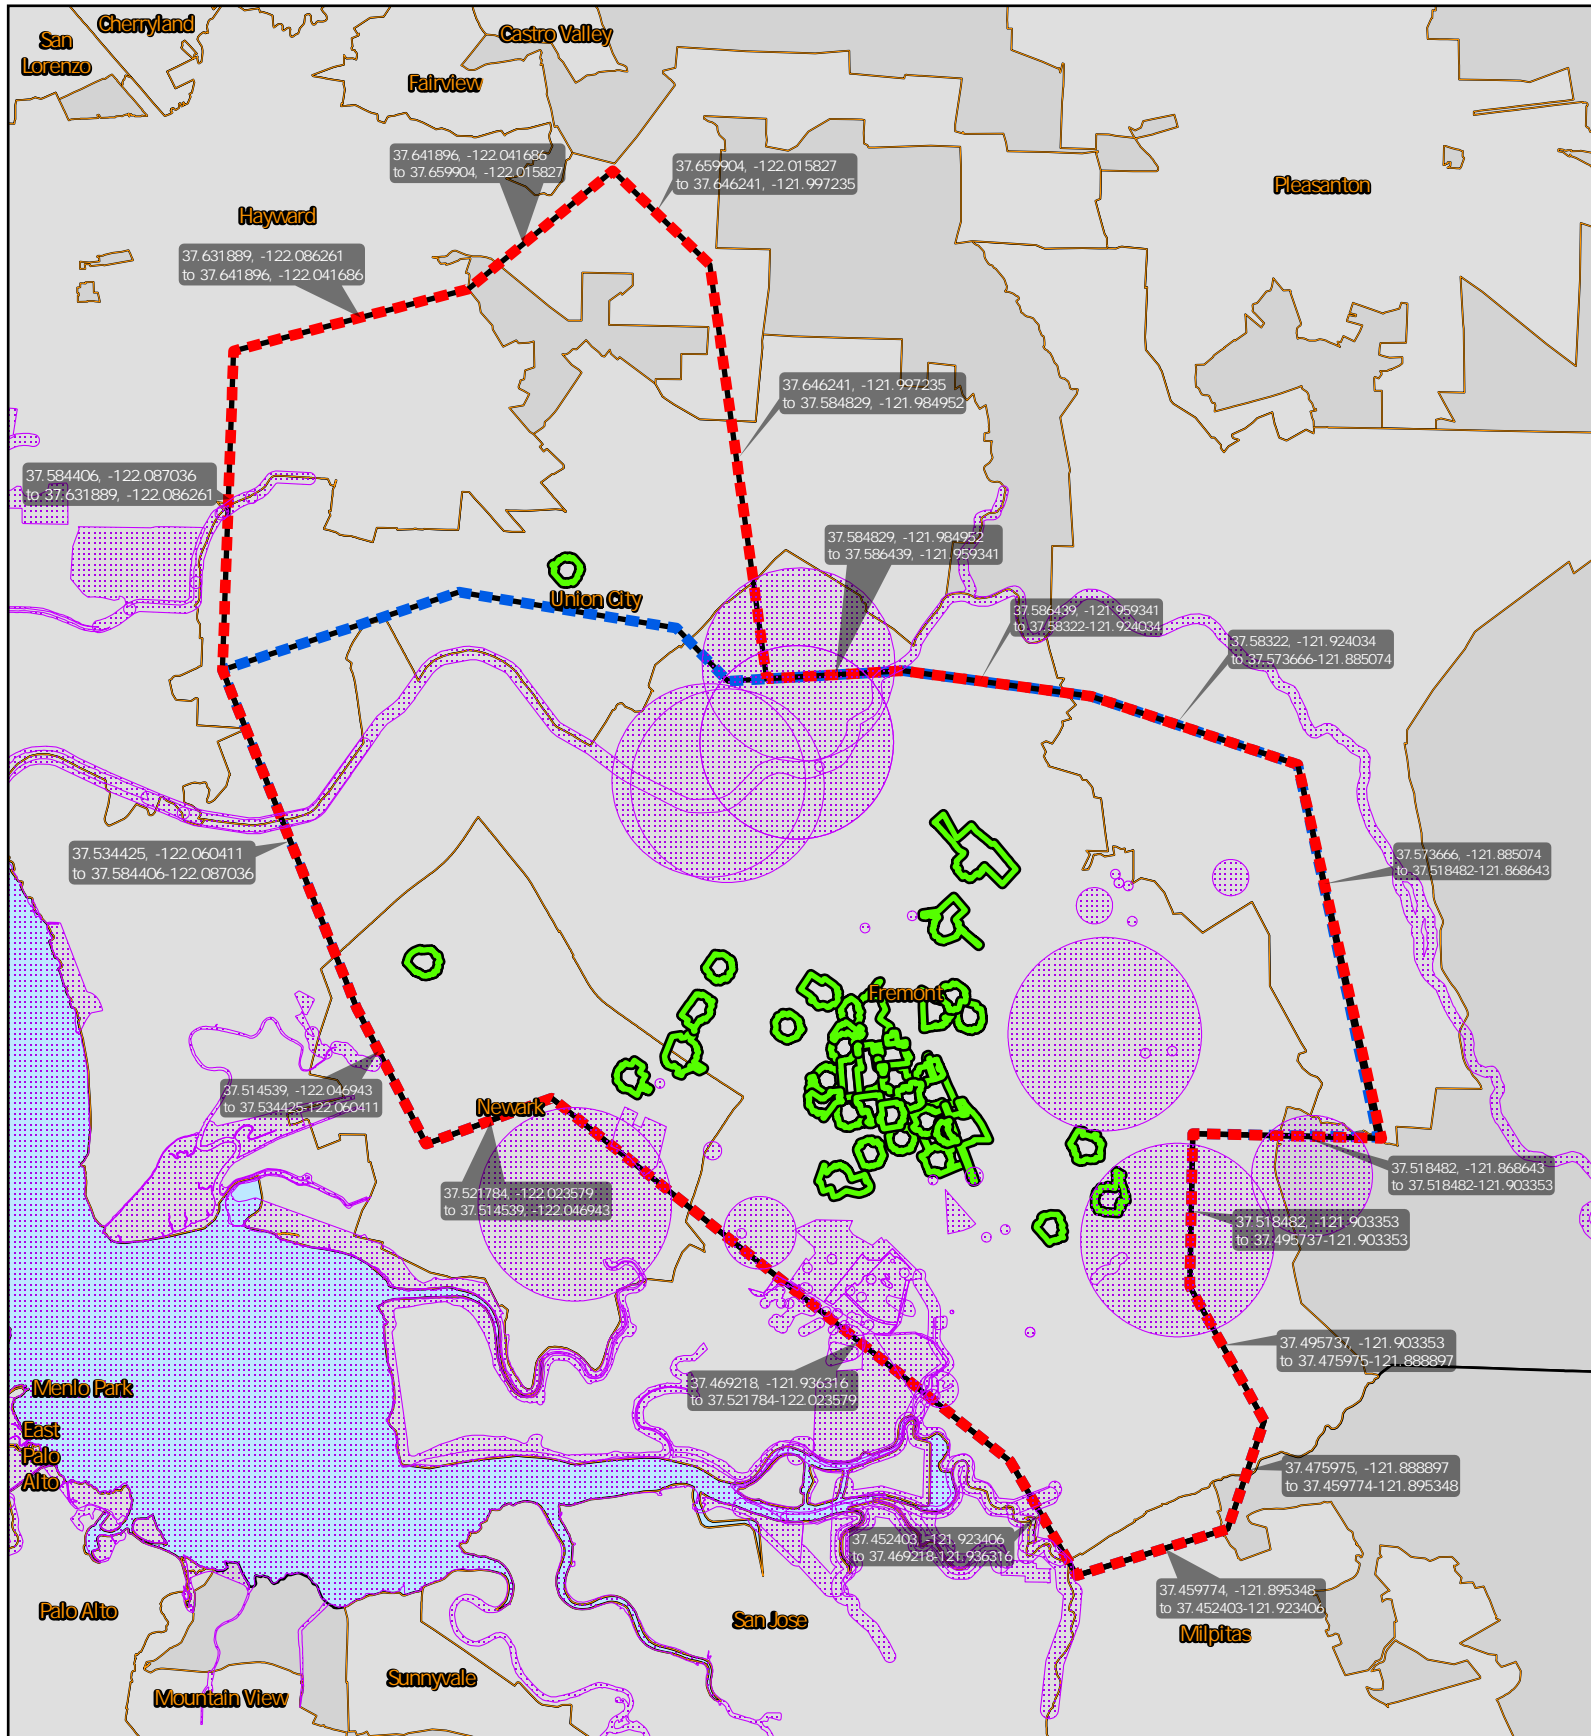 Cherryland
San
Lorenzo
Castro Valley
Fairview
37.641896, -122.041686
to 37.659904, -122.015827
37.659904, -122.015827
to 37.646241, -121.997235
Pleasanton
Hayward
37.631889, -122.086261
to 37.641896, -122.041686
37.646241, -121.997235
to 37.584829, -121.984952
37.584406, -122.087036
to 37.631889, -122.086261
37.584829, -121.984952
to 37.586439, -121.959341
Union City
37.586439, -121.959341
to 37.58322-121.924034
37.58322, -121.924034
to 37.573666-121.885074
37.534425, -122.060411
to 37.584406-122.087036
37.573666, -121.885074
to 37.518482-121.868643
Fremont
37.514539, -122.046943
to 37.534425-122.060411
Newark
37.521784, -122.023579
to 37.514539, -122.046943
37.518482, -121.868643
to 37.518482-121.903353
37.518482, -121.903353
to 37.495737-121.903353
37.495737, -121.903353
to 37.475975-121.888897
37.469218, -121.936316
to 37.521784-122.023579
Menlo Park
East
Palo
Alto
37.475975, -121.888897
to 37.459774-121.895348
37.452403, -121.923406
to 37.469218-121.936316
37.459774, -121.895348
to 37.452403-121.923406
Palo Alto
San Jose
Milpitas
Sunnyvale
Mountain View